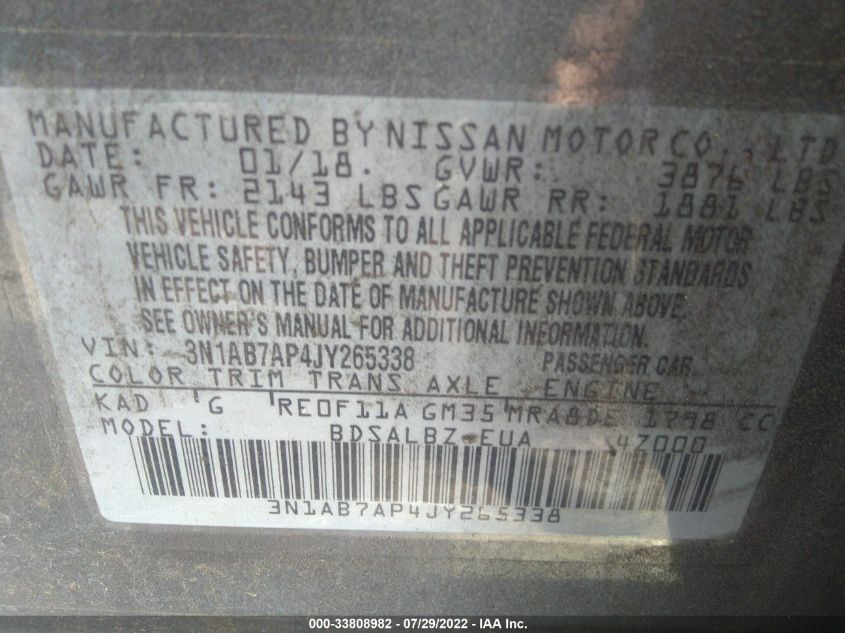 MANUFACTURED BY NISSAN MOTOR CO., LTD
DATE: 01/18. GVWR: 3876 LBS
GAWR FR: 2143 LBS GAWR RR: 1881 LBS
THIS VEHICLE CONFORMS TO ALL APPLICABLE FEDERAL MOTOR
VEHICLE SAFETY, BUMPER AND THEFT PREVENTION STANDARDS
IN EFFECT ON THE DATE OF MANUFACTURE SHOWN ABOVE.
SEE OWNER'S MANUAL FOR ADDITIONAL INFORMATION.
VIN: 3N1AB7AP4JY265338 PASSENGER CAR
COLOR TRIM TRANS AXLE ENGINE
KAD G RE0F11A GM35 MRA8DE 1798 CC
MODEL: BDSALBZ-EUA 4Z000
3N1AB7AP4JY265338
000-33808982 - 07/29/2022 - IAA Inc.